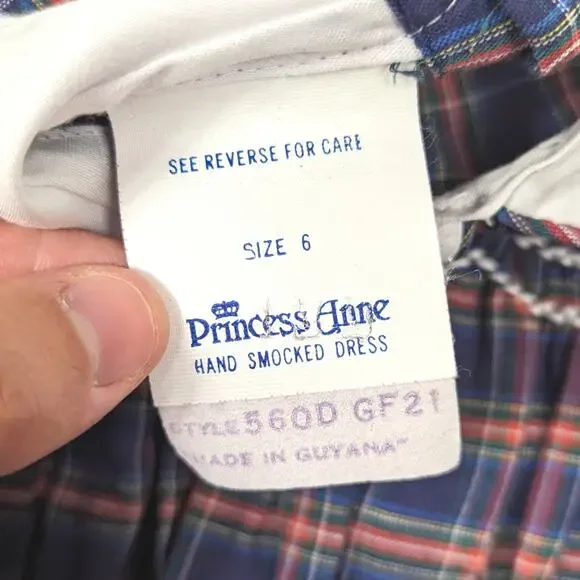 SEE REVERSE FOR CARE
SIZE 6
Princess Anne
HAND SMOCKED DRESS
STYLE 560D GF21
MADE IN GUYANA"